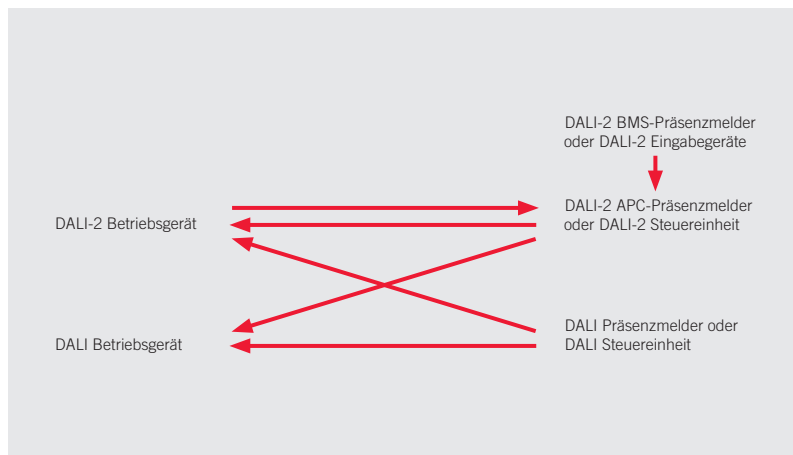 DALI-2 BMS-Präsenzmelder
oder DALI-2 Eingabegeräte
DALI-2 Betriebsgerät
DALI-2 APC-Präsenzmelder
oder DALI-2 Steuereinheit
DALI Betriebsgerät
DALI Präsenzmelder oder
DALI Steuereinheit